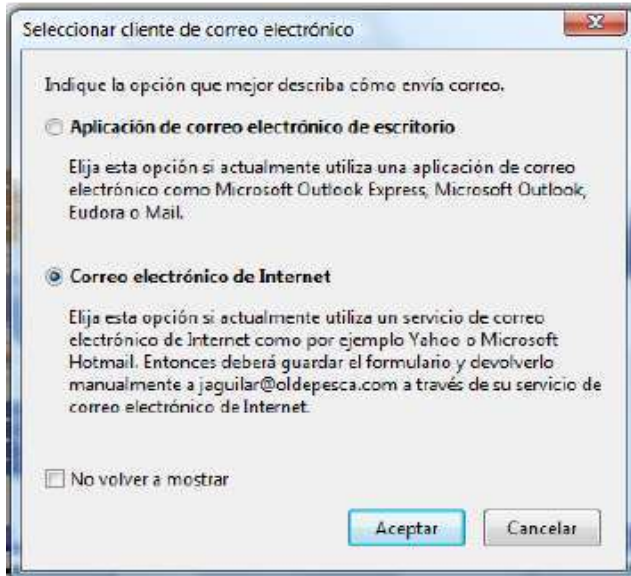 Seleccionar cliente de correo electrónico
Indique la opción que mejor describa cómo envía correo.
Aplicación de correo electrónico de escritorio
Elija esta opción si actualmente utiliza una aplicación de correo
electrónico como Microsoft Outlook Express, Microsoft Outlook,
Eudora o Mail.
Correo electrónico de Internet
Elija esta opción si actualmente utiliza un servicio de correo
electrónico de Internet como por ejemplo Yahoo o Microsoft
Hotmail. Entonces deberá guardar el formulario y devolverlo
manualmente a jaguilar@oldepesca.com a través de su servicio de
correo electrónico de Internet.
No volver a mostrar
Aceptar
Cancelar